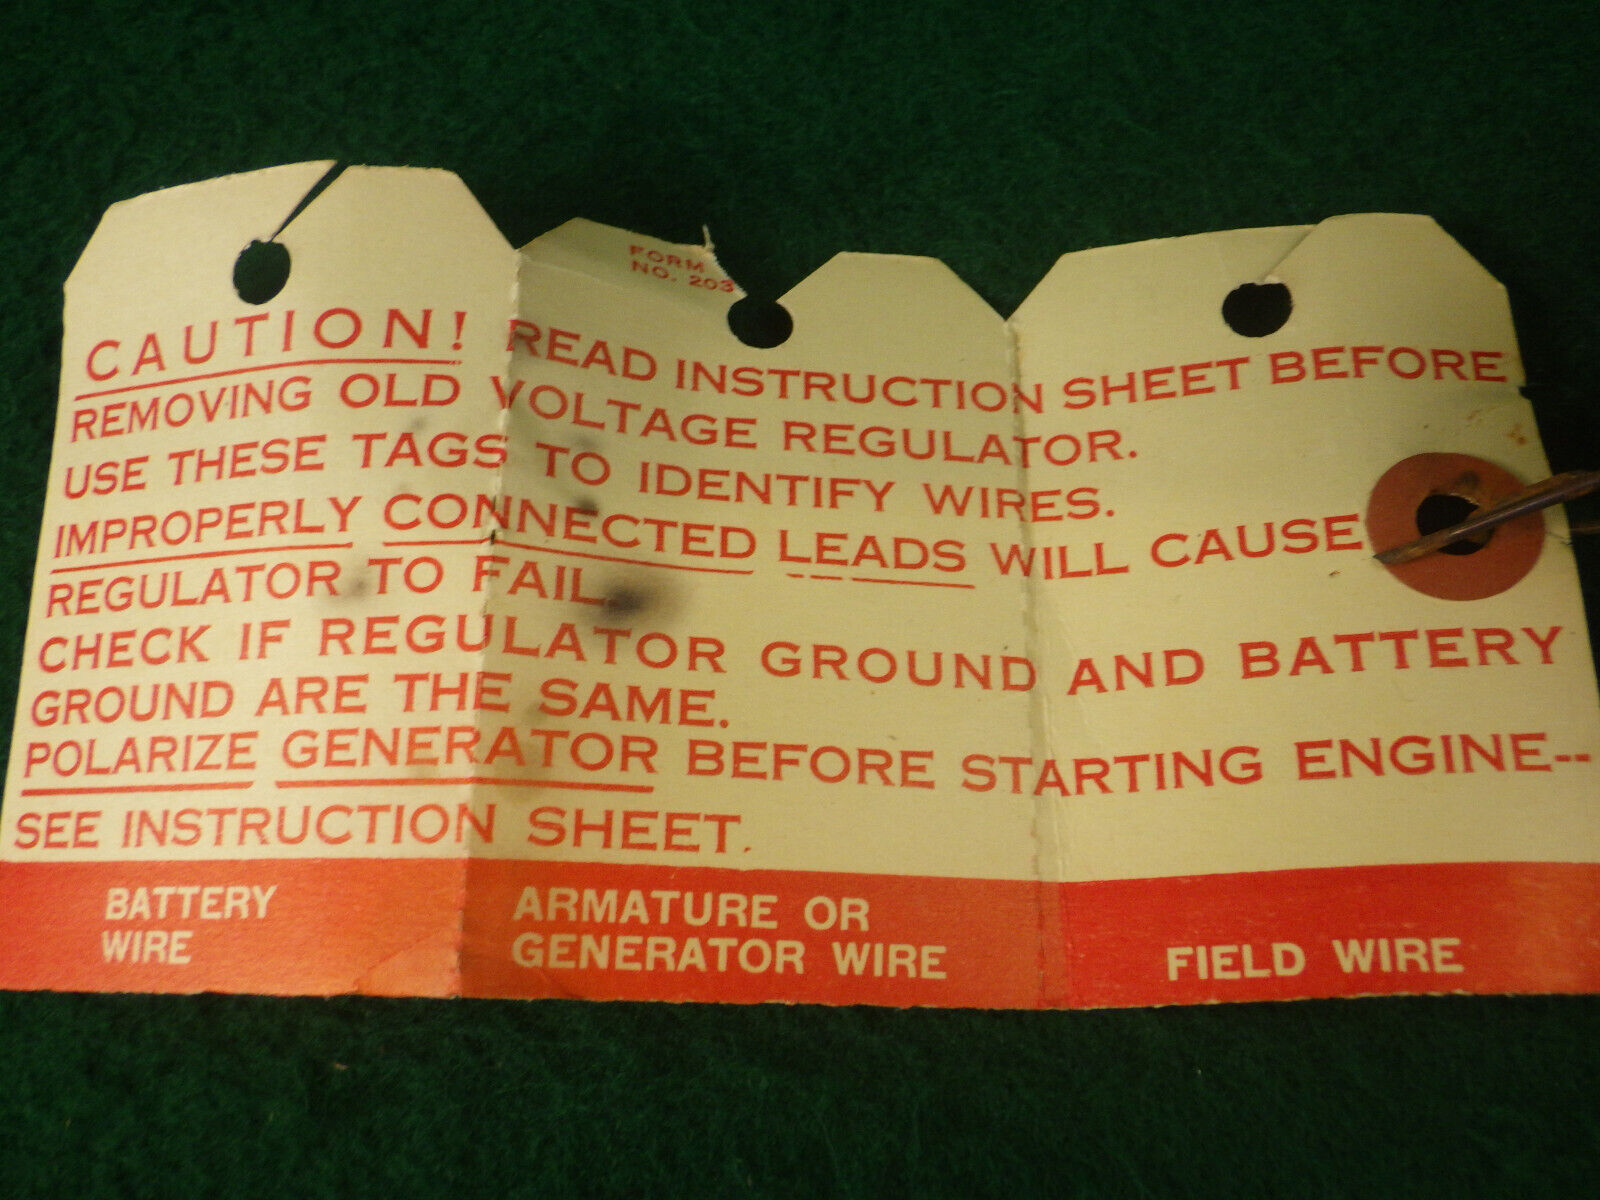 FORM
NO. 203
CAUTION! READ INSTRUCTION SHEET BEFORE
REMOVING OLD VOLTAGE REGULATOR.
USE THESE TAGS TO IDENTIFY WIRES.
IMPROPERLY CONNECTED LEADS WILL CAUSE
REGULATOR TO FAIL.
CHECK IF REGULATOR GROUND AND BATTERY
GROUND ARE THE SAME.
POLARIZE GENERATOR BEFORE STARTING ENGINE--
SEE INSTRUCTION SHEET.
BATTERY
WIRE
ARMATURE OR
GENERATOR WIRE
FIELD WIRE